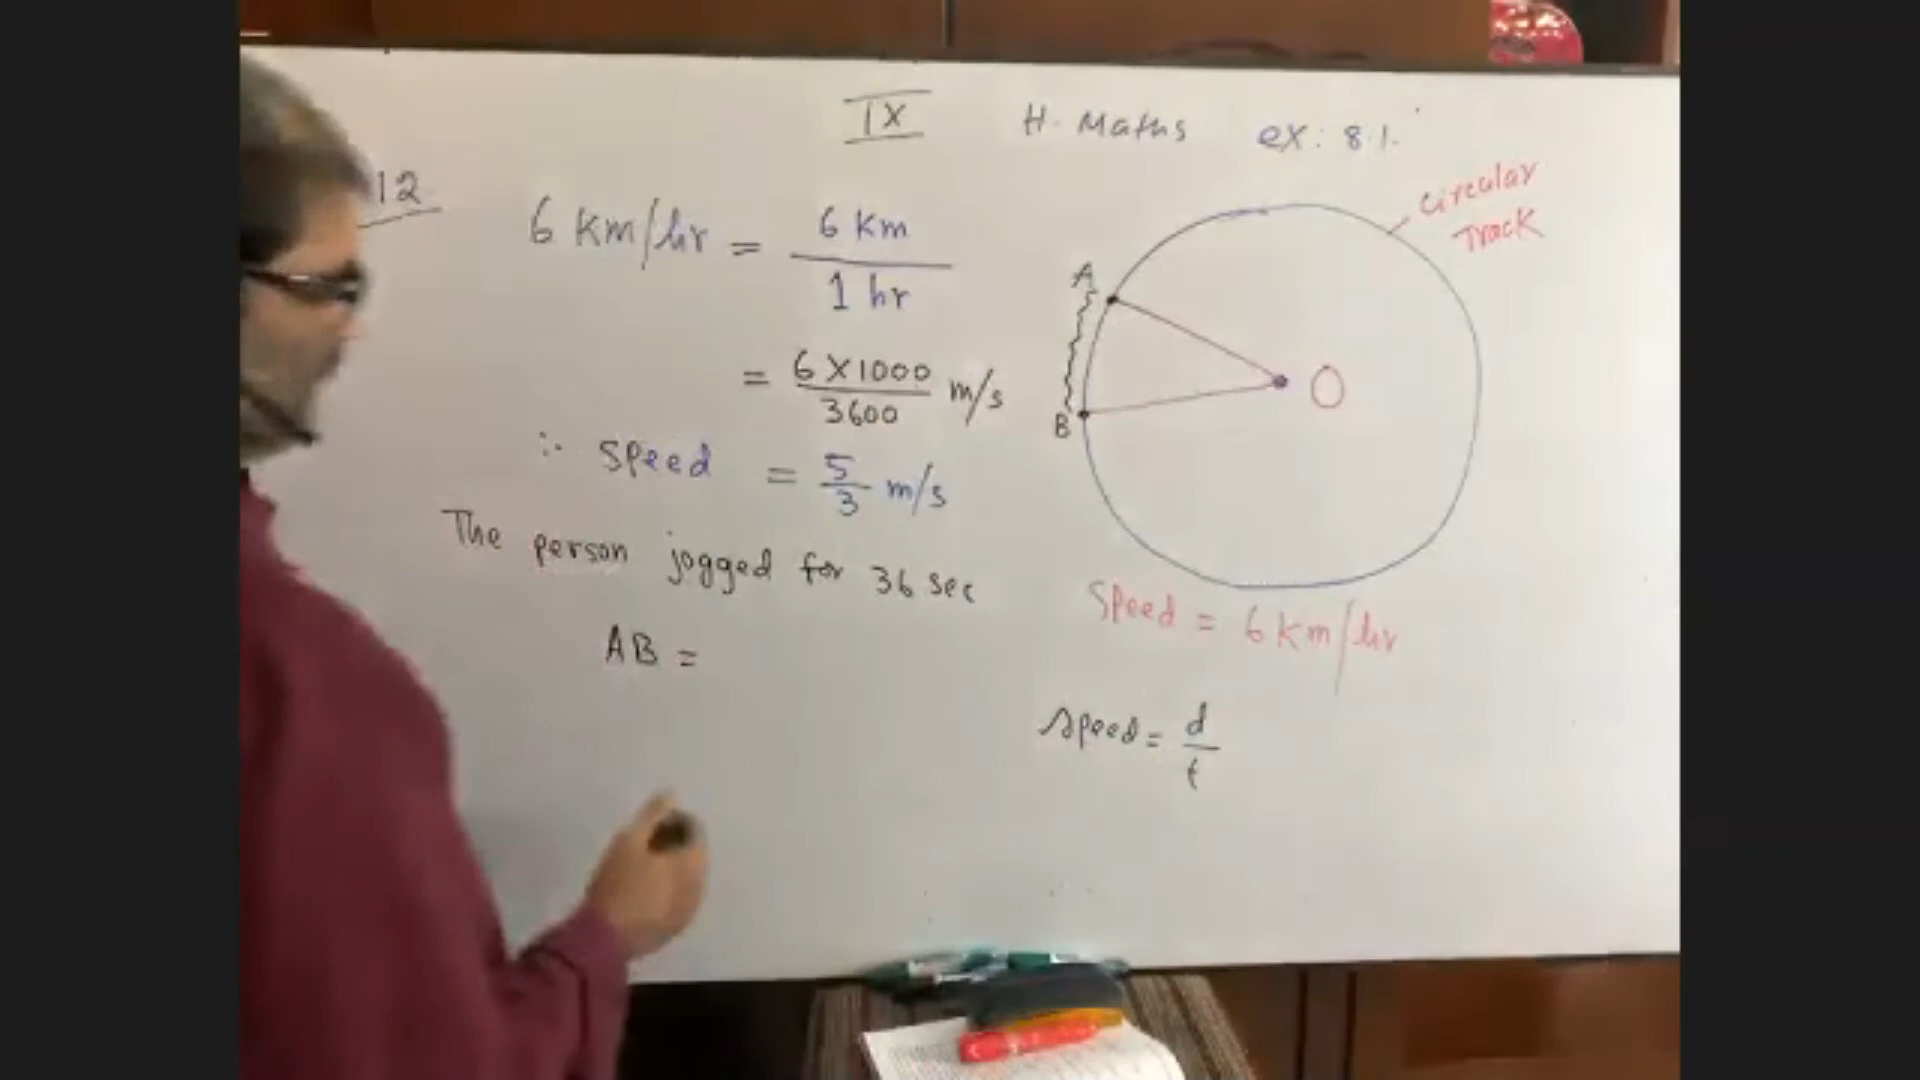 IX H. Maths ex: 8.1.
12
6 Km/hr = 6 Km / 1 hr
= 6 X 1000 / 3600 m/s
∴ Speed = 5/3 m/s
The person jogged for 36 sec
AB =
Circular
Track
A
B
O
Speed = 6 Km/hr
Speed = d/t